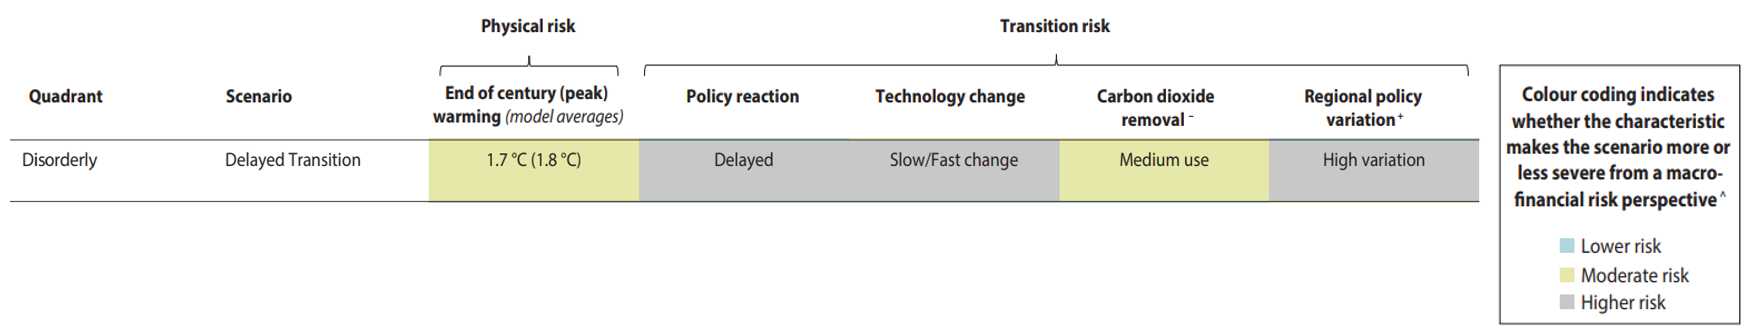 Physical risk
Transition risk
Quadrant
Scenario
End of century (peak)
warming (model averages)
Policy reaction
Technology change
Carbon dioxide
removal –
Regional policy
variation +
Disorderly
Delayed Transition
1.7 °C (1.8 °C)
Delayed
Slow/Fast change
Medium use
High variation
Colour coding indicates
whether the characteristic
makes the scenario more or
less severe from a macro-
financial risk perspective ^
Lower risk
Moderate risk
Higher risk